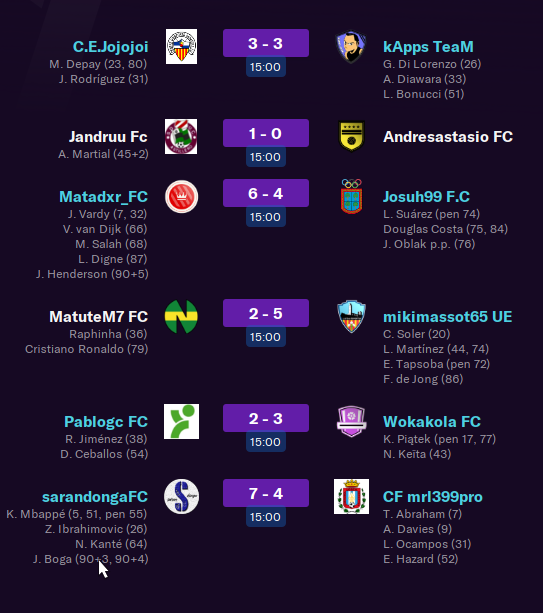 C.E.Jojojoi 3 - 3 kApps TeaM
M. Depay (23, 80) 15:00 G. Di Lorenzo (26)
J. Rodríguez (31) A. Diawara (33)
L. Bonucci (51)
Jandruu Fc 1 - 0 Andresastasio FC
A. Martial (45+2) 15:00
Matadxr_FC 6 - 4 Josuh99 F.C
J. Vardy (7, 32) 15:00 L. Suárez (pen 74)
V. van Dijk (66) Douglas Costa (75, 84)
M. Salah (68) J. Oblak p.p. (76)
L. Digne (87)
J. Henderson (90+5)
MatuteM7 FC 2 - 5 mikimassot65 UE
Raphinha (36) 15:00 C. Soler (20)
Cristiano Ronaldo (79) L. Martínez (44, 74)
E. Tapsoba (pen 72)
F. de Jong (86)
Pablogc FC 2 - 3 Wokakola FC
R. Jiménez (38) 15:00 K. Piątek (pen 17, 77)
D. Ceballos (54) N. Keïta (43)
sarandongaFC 7 - 4 CF mrl399pro
K. Mbappé (5, 51, pen 55) 15:00 T. Abraham (7)
Z. Ibrahimovic (26) A. Davies (9)
N. Kanté (64) L. Ocampos (31)
J. Boga (90+3, 90+4) E. Hazard (52)